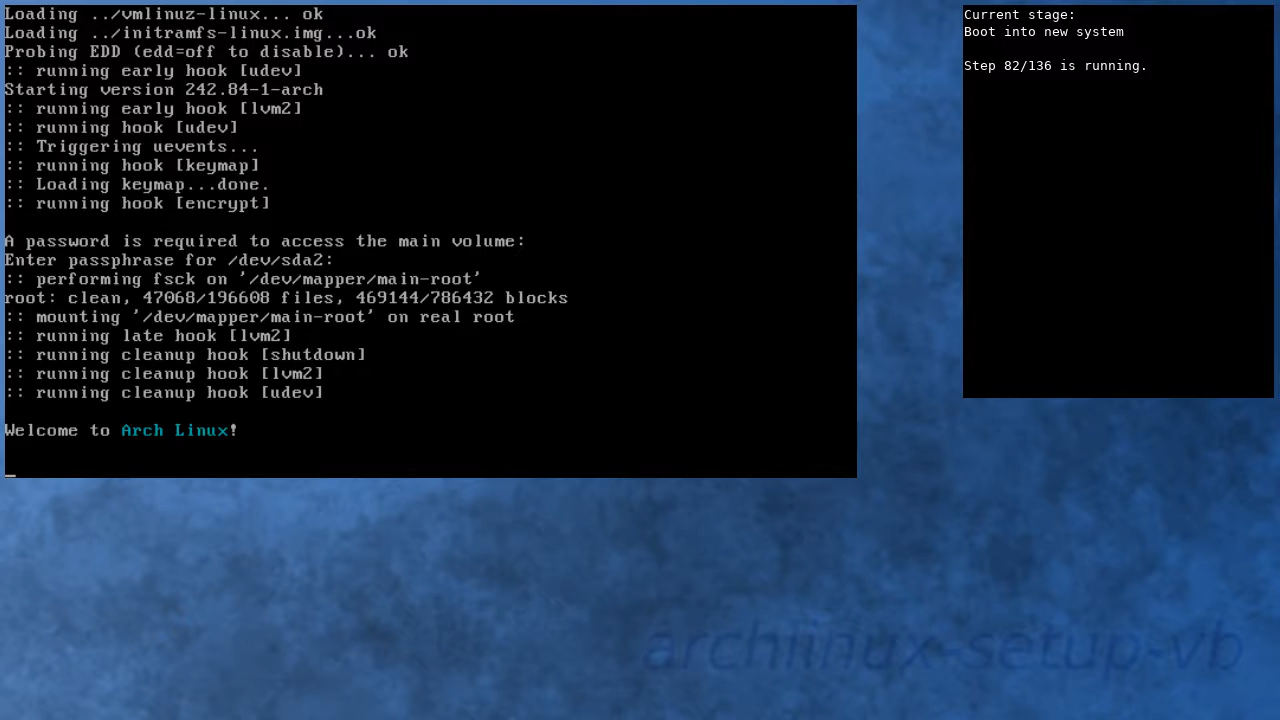 Loading ../vmlinuz-linux... ok
Loading ../initramfs-linux.img...ok
Probing EDD (edd=off to disable)... ok
:: running early hook [udev]
Starting version 242.84-1-arch
:: running early hook [lvm2]
:: running hook [udev]
:: Triggering uevents...
:: running hook [keymap]
:: Loading keymap...done.
:: running hook [encrypt]
A password is required to access the main volume:
Enter passphrase for /dev/sda2:
:: performing fsck on '/dev/mapper/main-root'
root: clean, 47068/196608 files, 469144/786432 blocks
:: mounting '/dev/mapper/main-root' on real root
:: running late hook [lvm2]
:: running cleanup hook [shutdown]
:: running cleanup hook [lvm2]
:: running cleanup hook [udev]
Welcome to Arch Linux!
_
Current stage:
Boot into new system
Step 82/136 is running.
archlinux-setup-vb